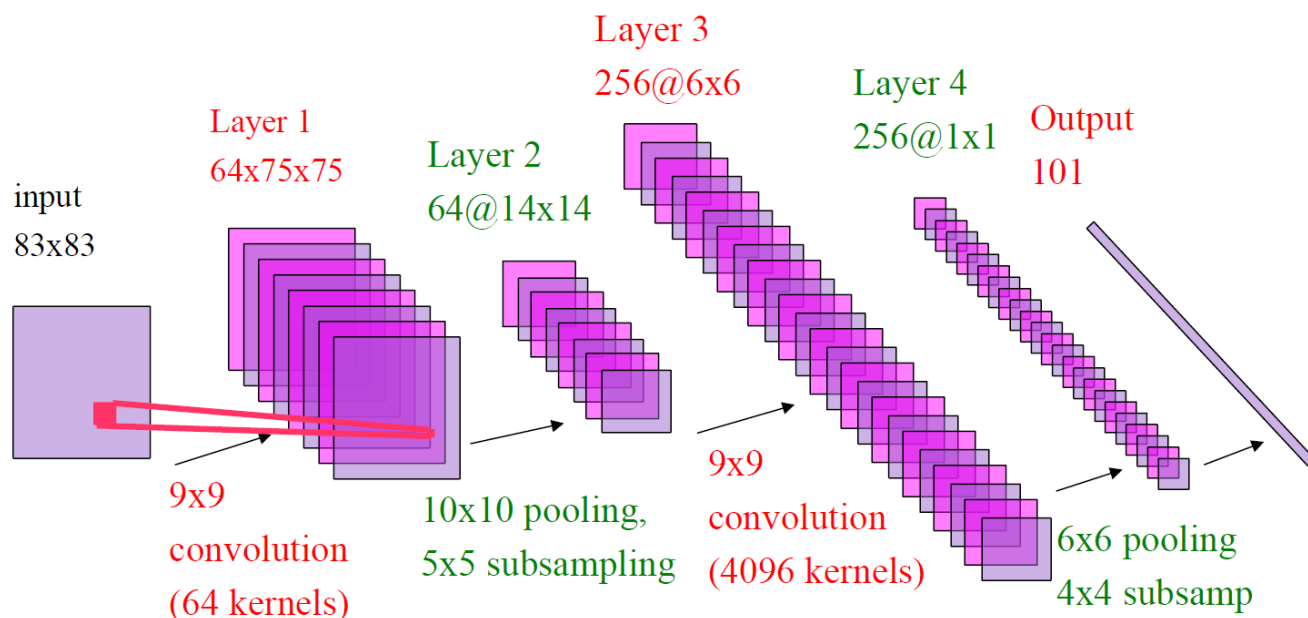 input
83x83
Layer 1
64x75x75
Layer 2
64@14x14
Layer 3
256@6x6
Layer 4
256@1x1
Output
101
9x9
convolution
(64 kernels)
10x10 pooling,
5x5 subsampling
9x9
convolution
(4096 kernels)
6x6 pooling
4x4 subsamp